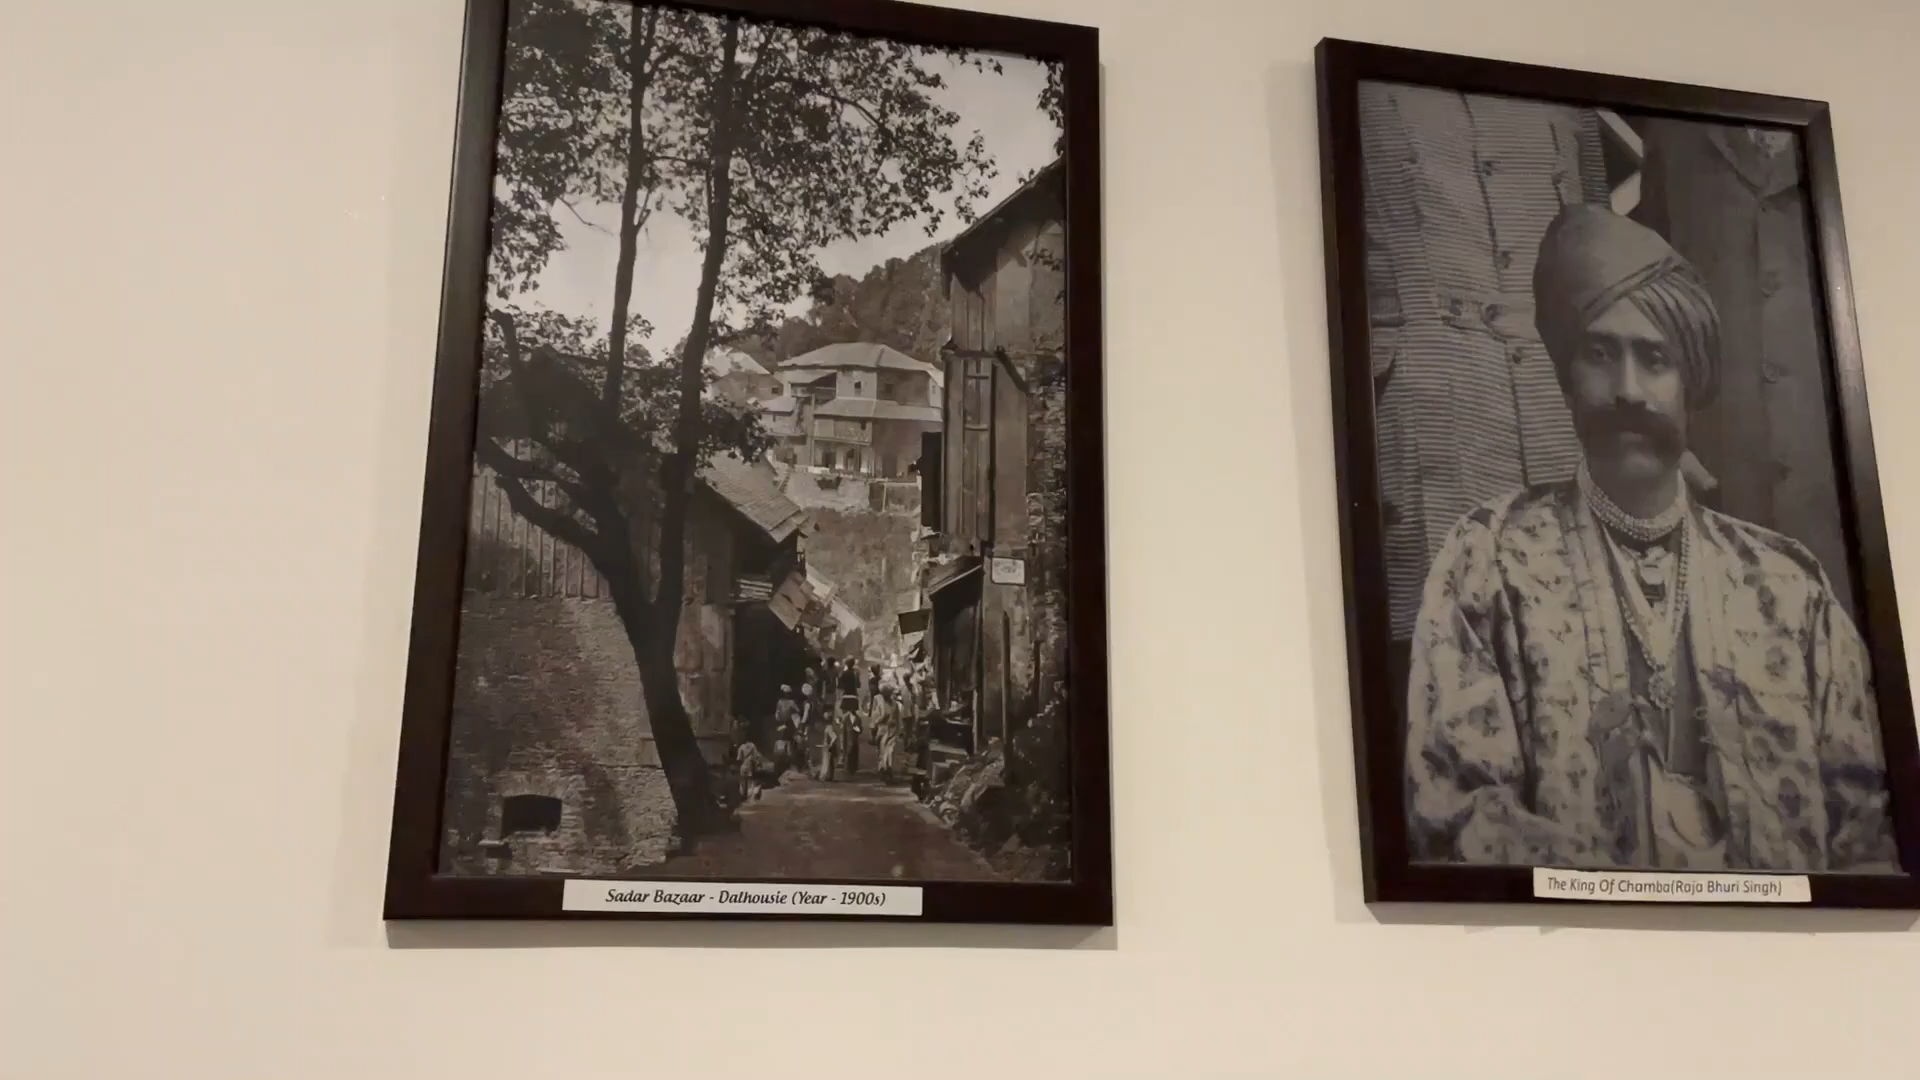 Sadar Bazaar - Dalhousie (Year - 1900s)
The King Of Chamba(Raja Bhuri Singh)